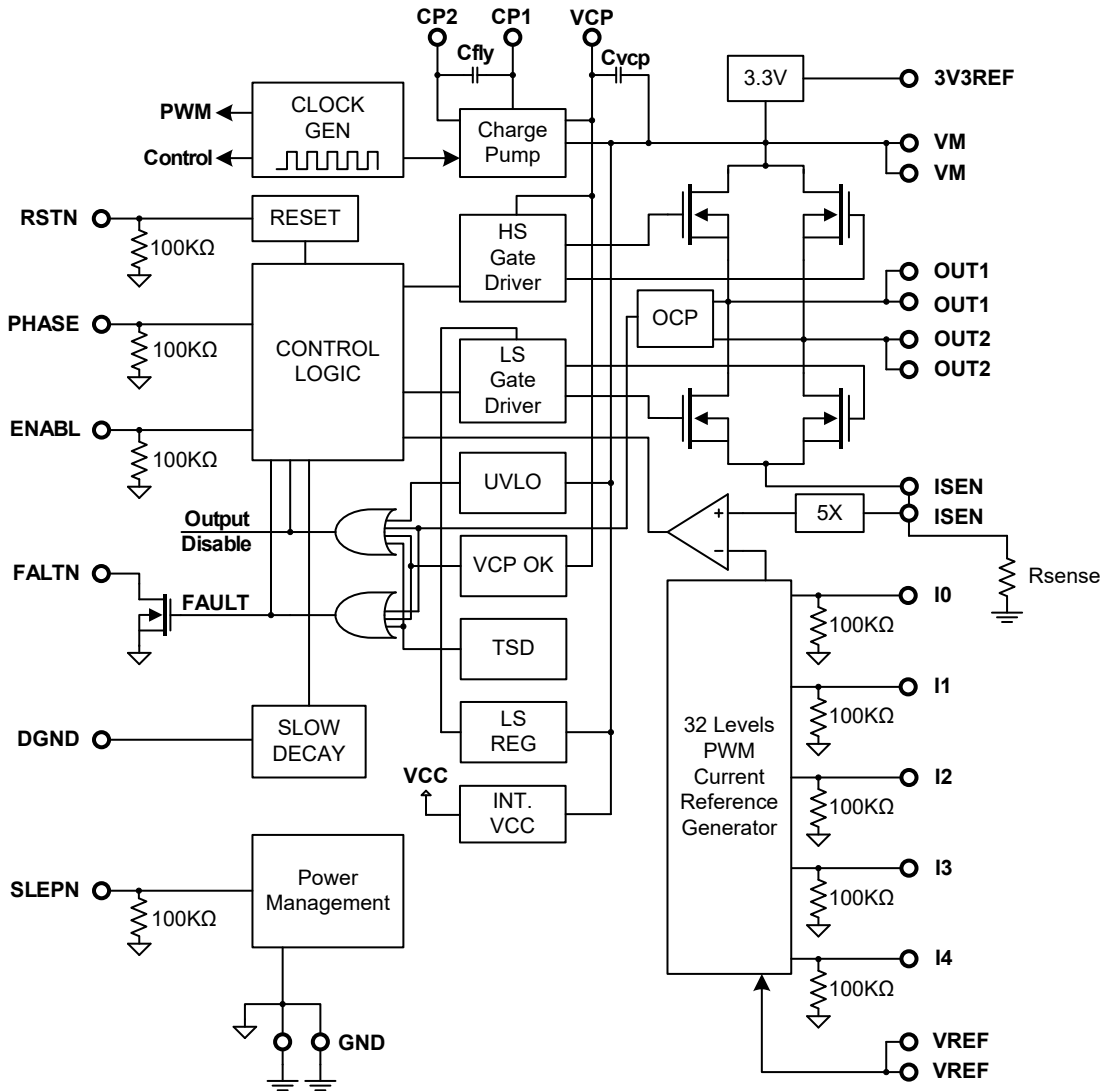 CP2
CP1
VCP
Cfly
Cvcp
3.3V
3V3REF
PWM
CLOCK
GEN
Control
Charge
Pump
VM
VM
RSTN
RESET
100KΩ
HS
Gate
Driver
OUT1
OUT1
OCP
OUT2
OUT2
PHASE
100KΩ
CONTROL
LOGIC
LS
Gate
Driver
ENABL
100KΩ
UVLO
ISEN
5X
ISEN
+
−
Output
Disable
VCP OK
Rsense
FALTN
FAULT
TSD
I0
100KΩ
I1
100KΩ
DGND
SLOW
DECAY
LS
REG
32 Levels
PWM
Current
Reference
Generator
VCC
INT.
VCC
I2
100KΩ
SLEPN
100KΩ
Power
Management
I3
100KΩ
I4
100KΩ
GND
VREF
VREF